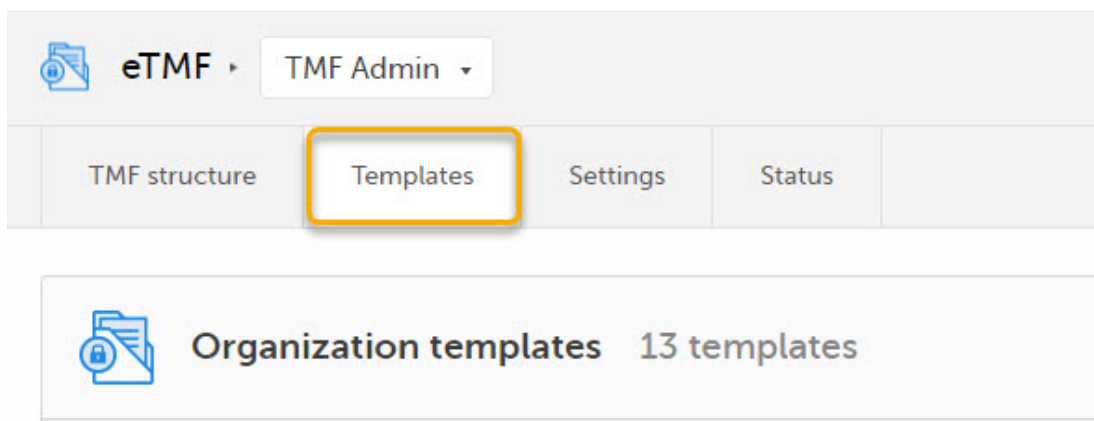 eTMF TMF Admin
TMF structure Templates Settings Status
Organization templates 13 templates